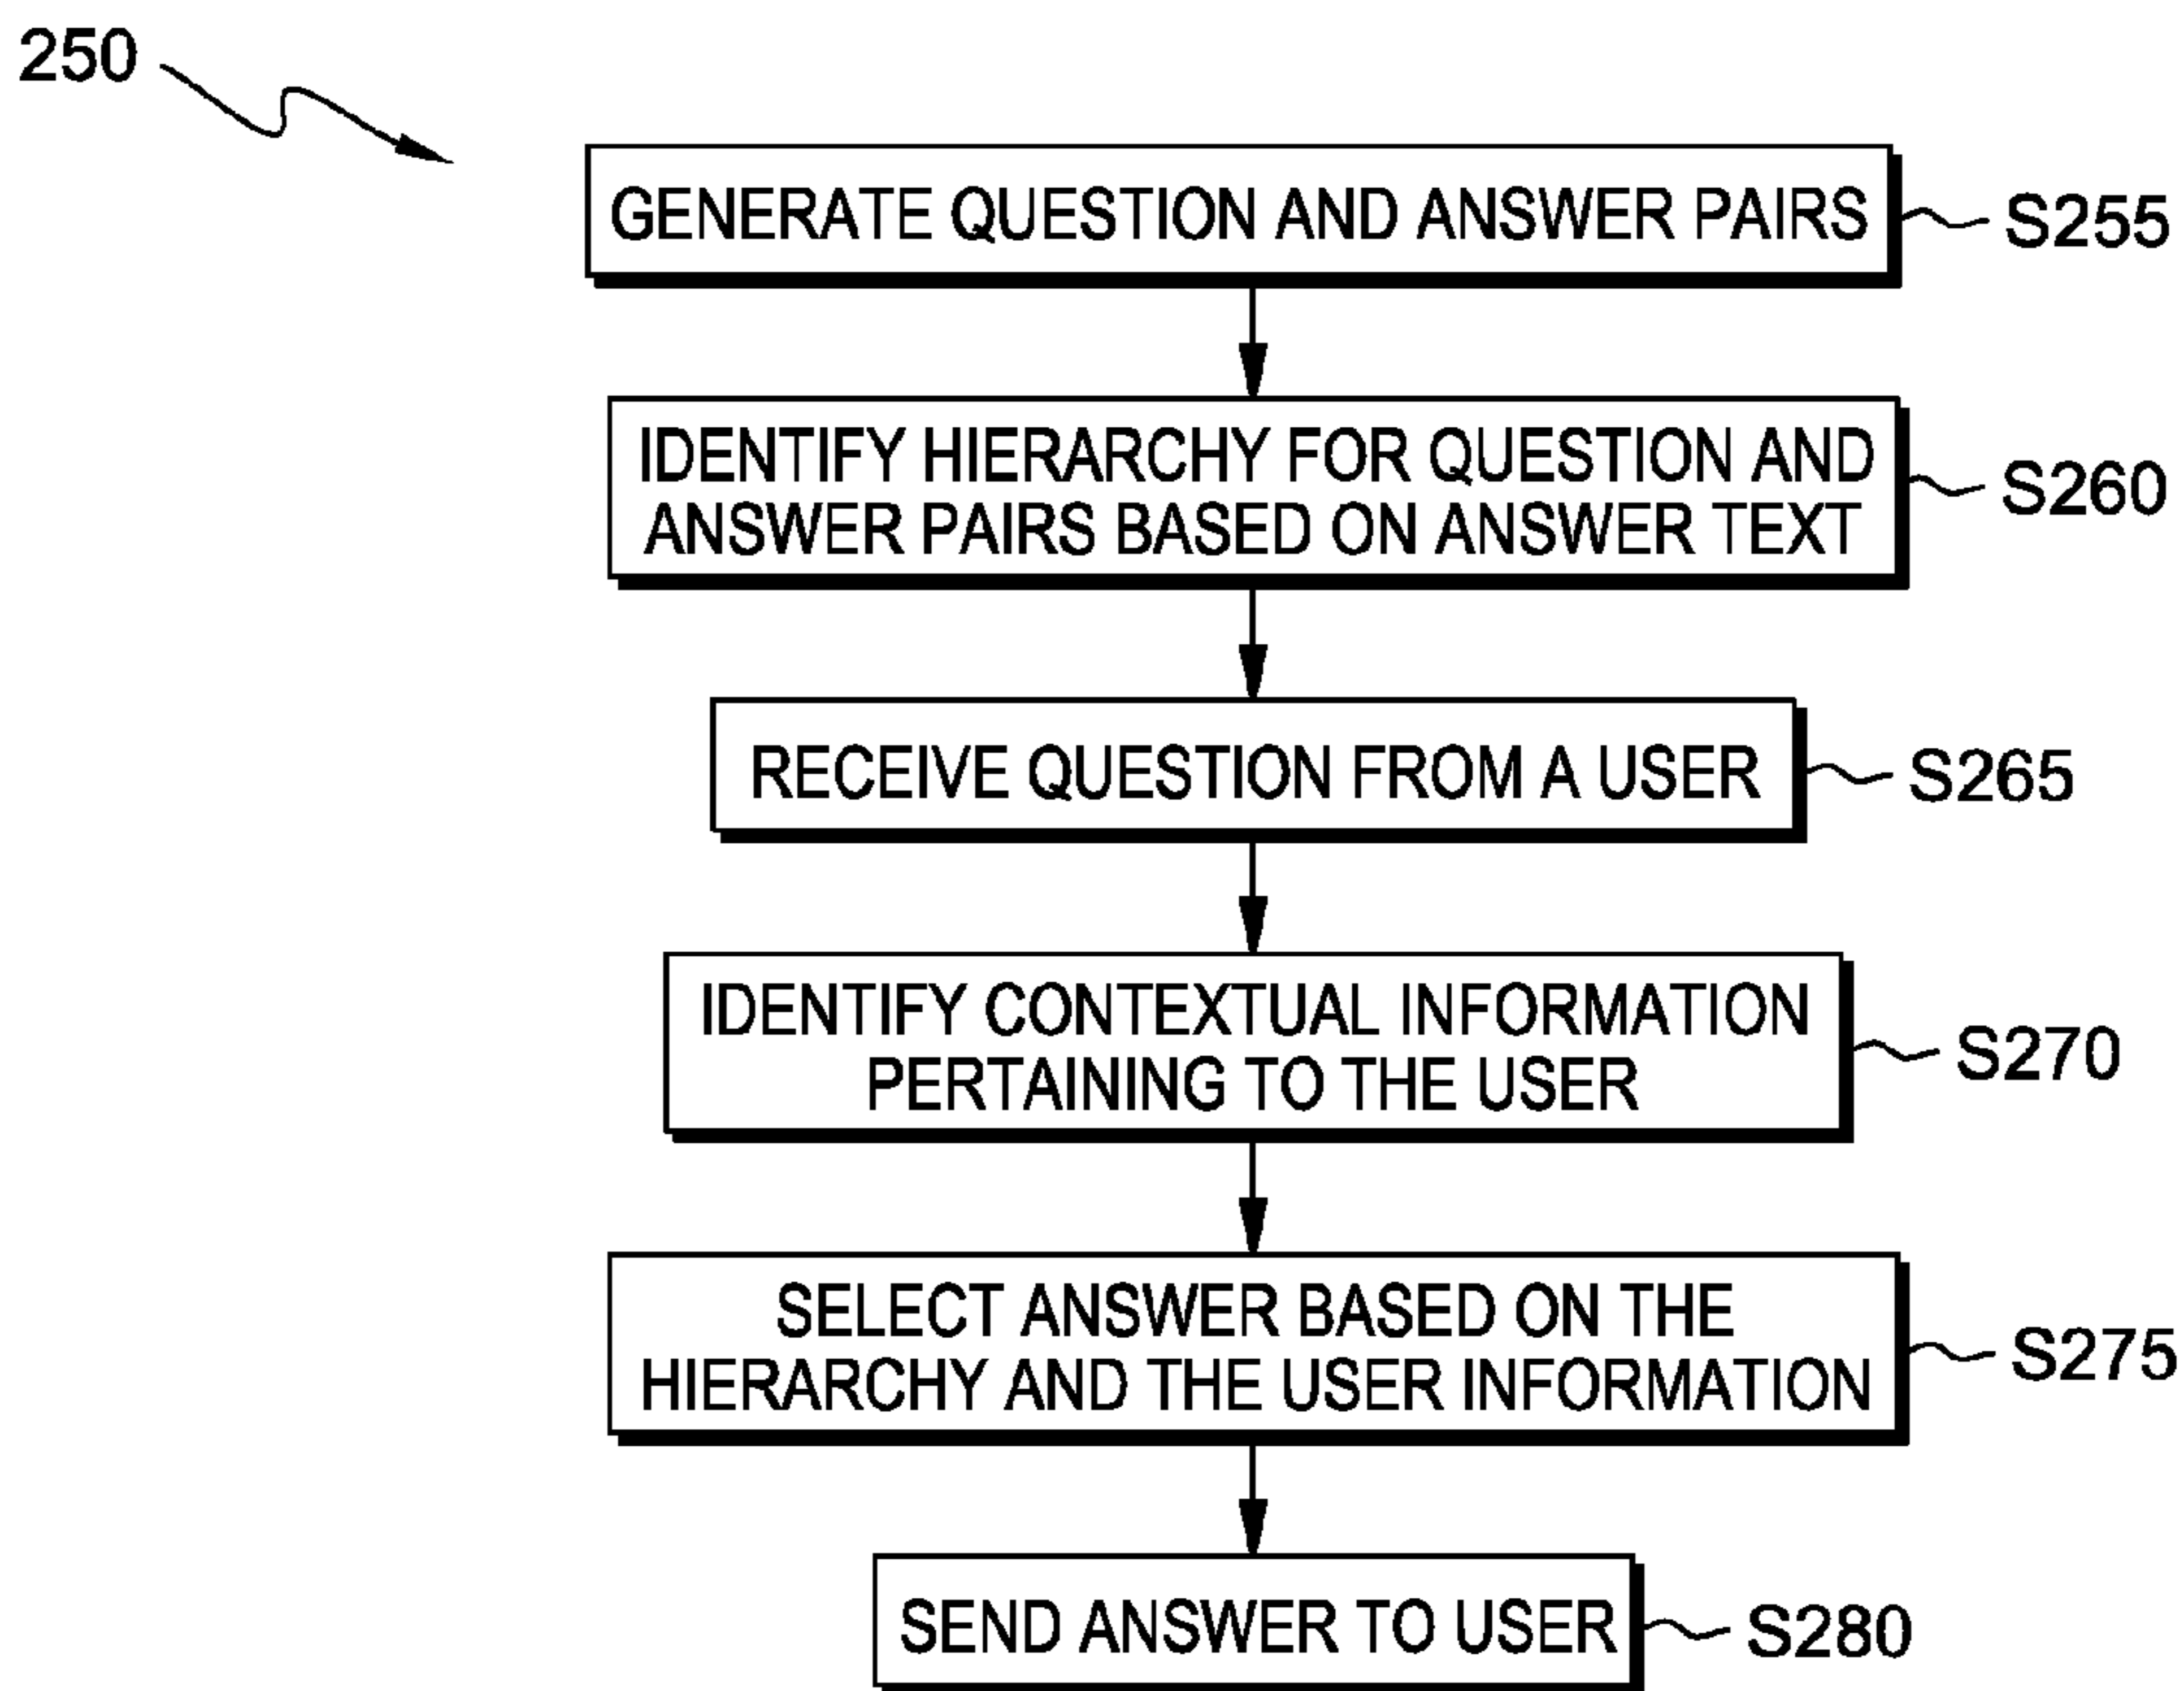 250
GENERATE QUESTION AND ANSWER PAIRS
S255
IDENTIFY HIERARCHY FOR QUESTION AND
ANSWER PAIRS BASED ON ANSWER TEXT
S260
RECEIVE QUESTION FROM A USER
S265
IDENTIFY CONTEXTUAL INFORMATION
PERTAINING TO THE USER
S270
SELECT ANSWER BASED ON THE
HIERARCHY AND THE USER INFORMATION
S275
SEND ANSWER TO USER
S280